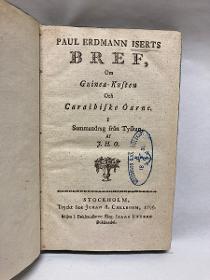 PAUL ERDMANN ISERTS
BREF,
Om
Guinea-Kusten
Och
Caraibiske Öarne.
I
Sammandrag från Tyskan,
Af
J. H. O.
STOCKHOLM,
Tryckt hos JOHAN A. CARLBOHM,